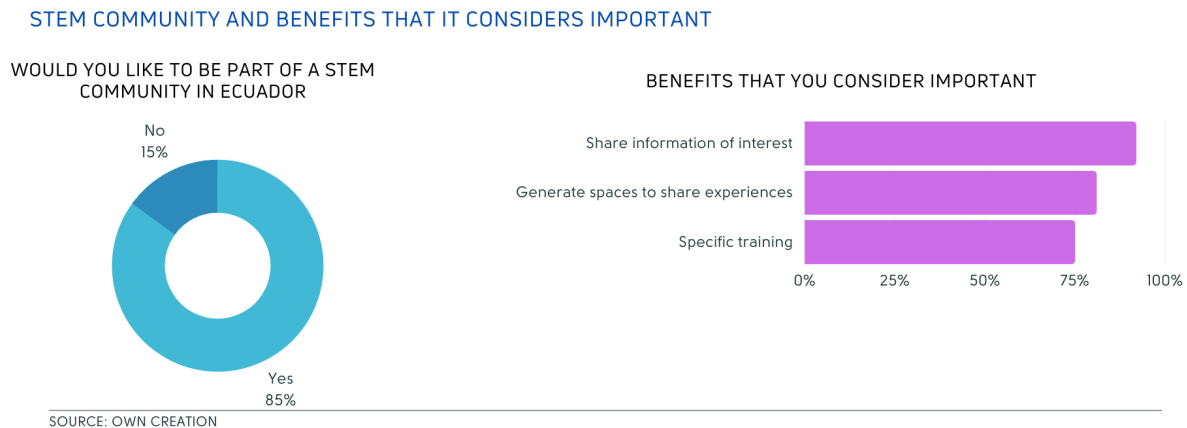 STEM COMMUNITY AND BENEFITS THAT IT CONSIDERS IMPORTANT
WOULD YOU LIKE TO BE PART OF A STEM
COMMUNITY IN ECUADOR
No
15%
Yes
85%
BENEFITS THAT YOU CONSIDER IMPORTANT
Share information of interest
Generate spaces to share experiences
Specific training
0% 25% 50% 75% 100%
SOURCE: OWN CREATION